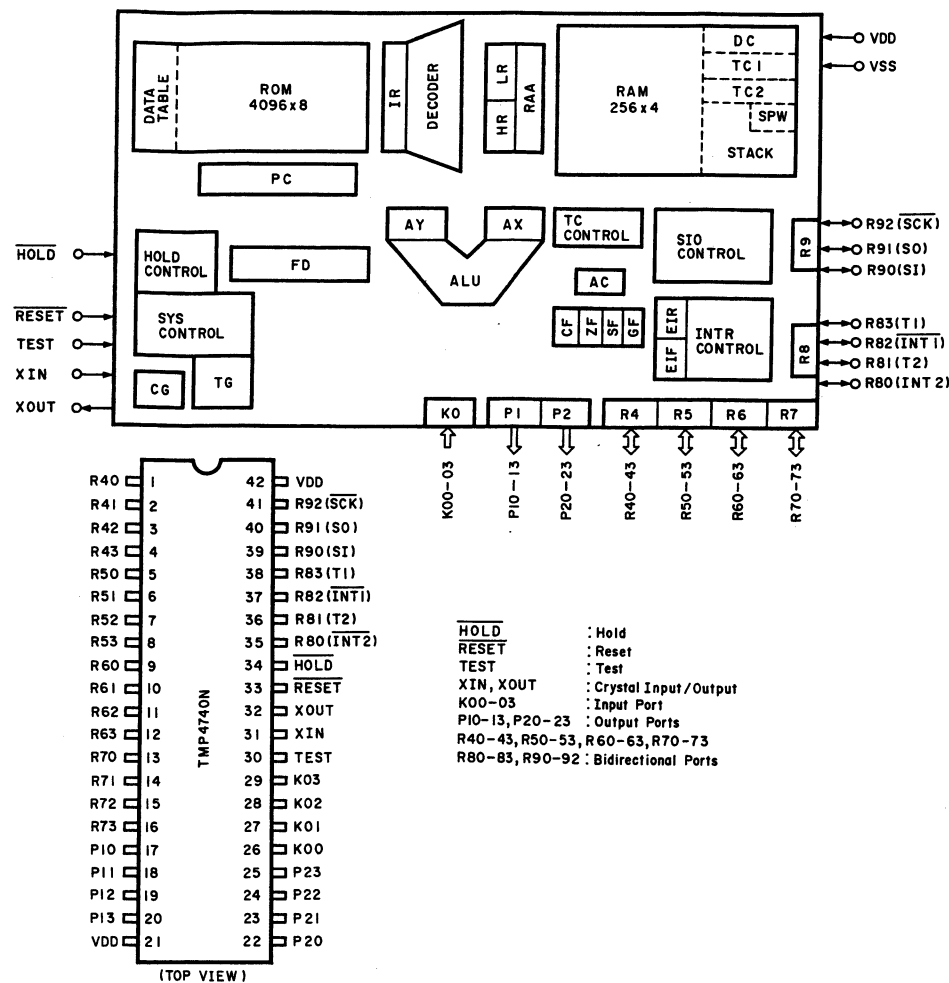 DATA TABLE
ROM
4096x8
IR
DECODER
HR
LR
RAA
RAM
256x4
DC
TC1
TC2
SPW
STACK
VDD
VSS
PC
HOLD
HOLD
CONTROL
FD
AY
AX
ALU
TC
CONTROL
SIO
CONTROL
R9
R92(SCK)
R91(SO)
R90(SI)
AC
RESET
TEST
XIN
XOUT
SYS
CONTROL
CG
TG
CF
ZF
SF
GF
EIF
EIR
INTR
CONTROL
R8
R83(T1)
R82(INT1)
R81(T2)
R80(INT2)
K0
P1
P2
R4
R5
R6
R7
K00-03
P10-13
P20-23
R40-43
R50-53
R60-63
R70-73
R40 1 42 VDD
R41 2 41 R92(SCK)
R42 3 40 R91(SO)
R43 4 39 R90(SI)
R50 5 38 R83(T1)
R51 6 37 R82(INT1)
R52 7 36 R81(T2)
R53 8 35 R80(INT2)
R60 9 34 HOLD
R61 10 33 RESET
R62 11 32 XOUT
R63 12 31 XIN
R70 13 30 TEST
R71 14 29 K03
R72 15 28 K02
R73 16 27 K01
P10 17 26 K00
P11 18 25 P23
P12 19 24 P22
P13 20 23 P21
VDD 21 22 P20
TMP4740N
(TOP VIEW)
HOLD : Hold
RESET : Reset
TEST : Test
XIN, XOUT : Crystal Input/Output
K00-03 : Input Port
P10-13, P20-23 : Output Ports
R40-43, R50-53, R60-63, R70-73
R80-83, R90-92 : Bidirectional Ports